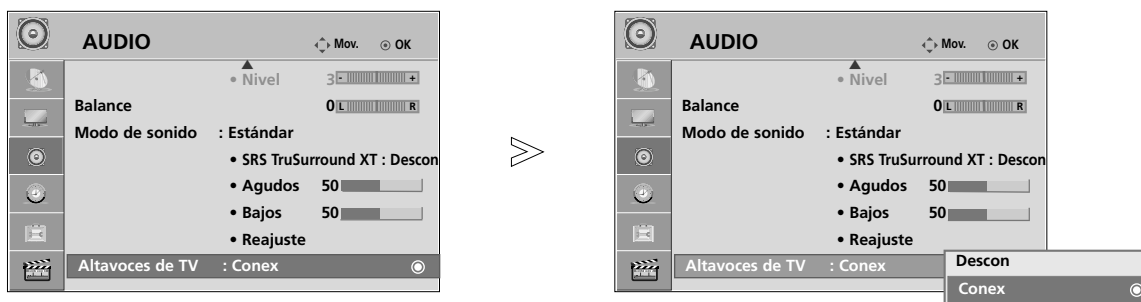 AUDIO Mov. OK
• Nivel 3 - +
Balance 0 L R
Modo de sonido : Estándar
• SRS TruSurround XT : Descon
• Agudos 50
• Bajos 50
• Reajuste
Altavoces de TV : Conex
>
AUDIO Mov. OK
• Nivel 3 - +
Balance 0 L R
Modo de sonido : Estándar
• SRS TruSurround XT : Descon
• Agudos 50
• Bajos 50
• Reajuste
Altavoces de TV : Conex
Descon
Conex